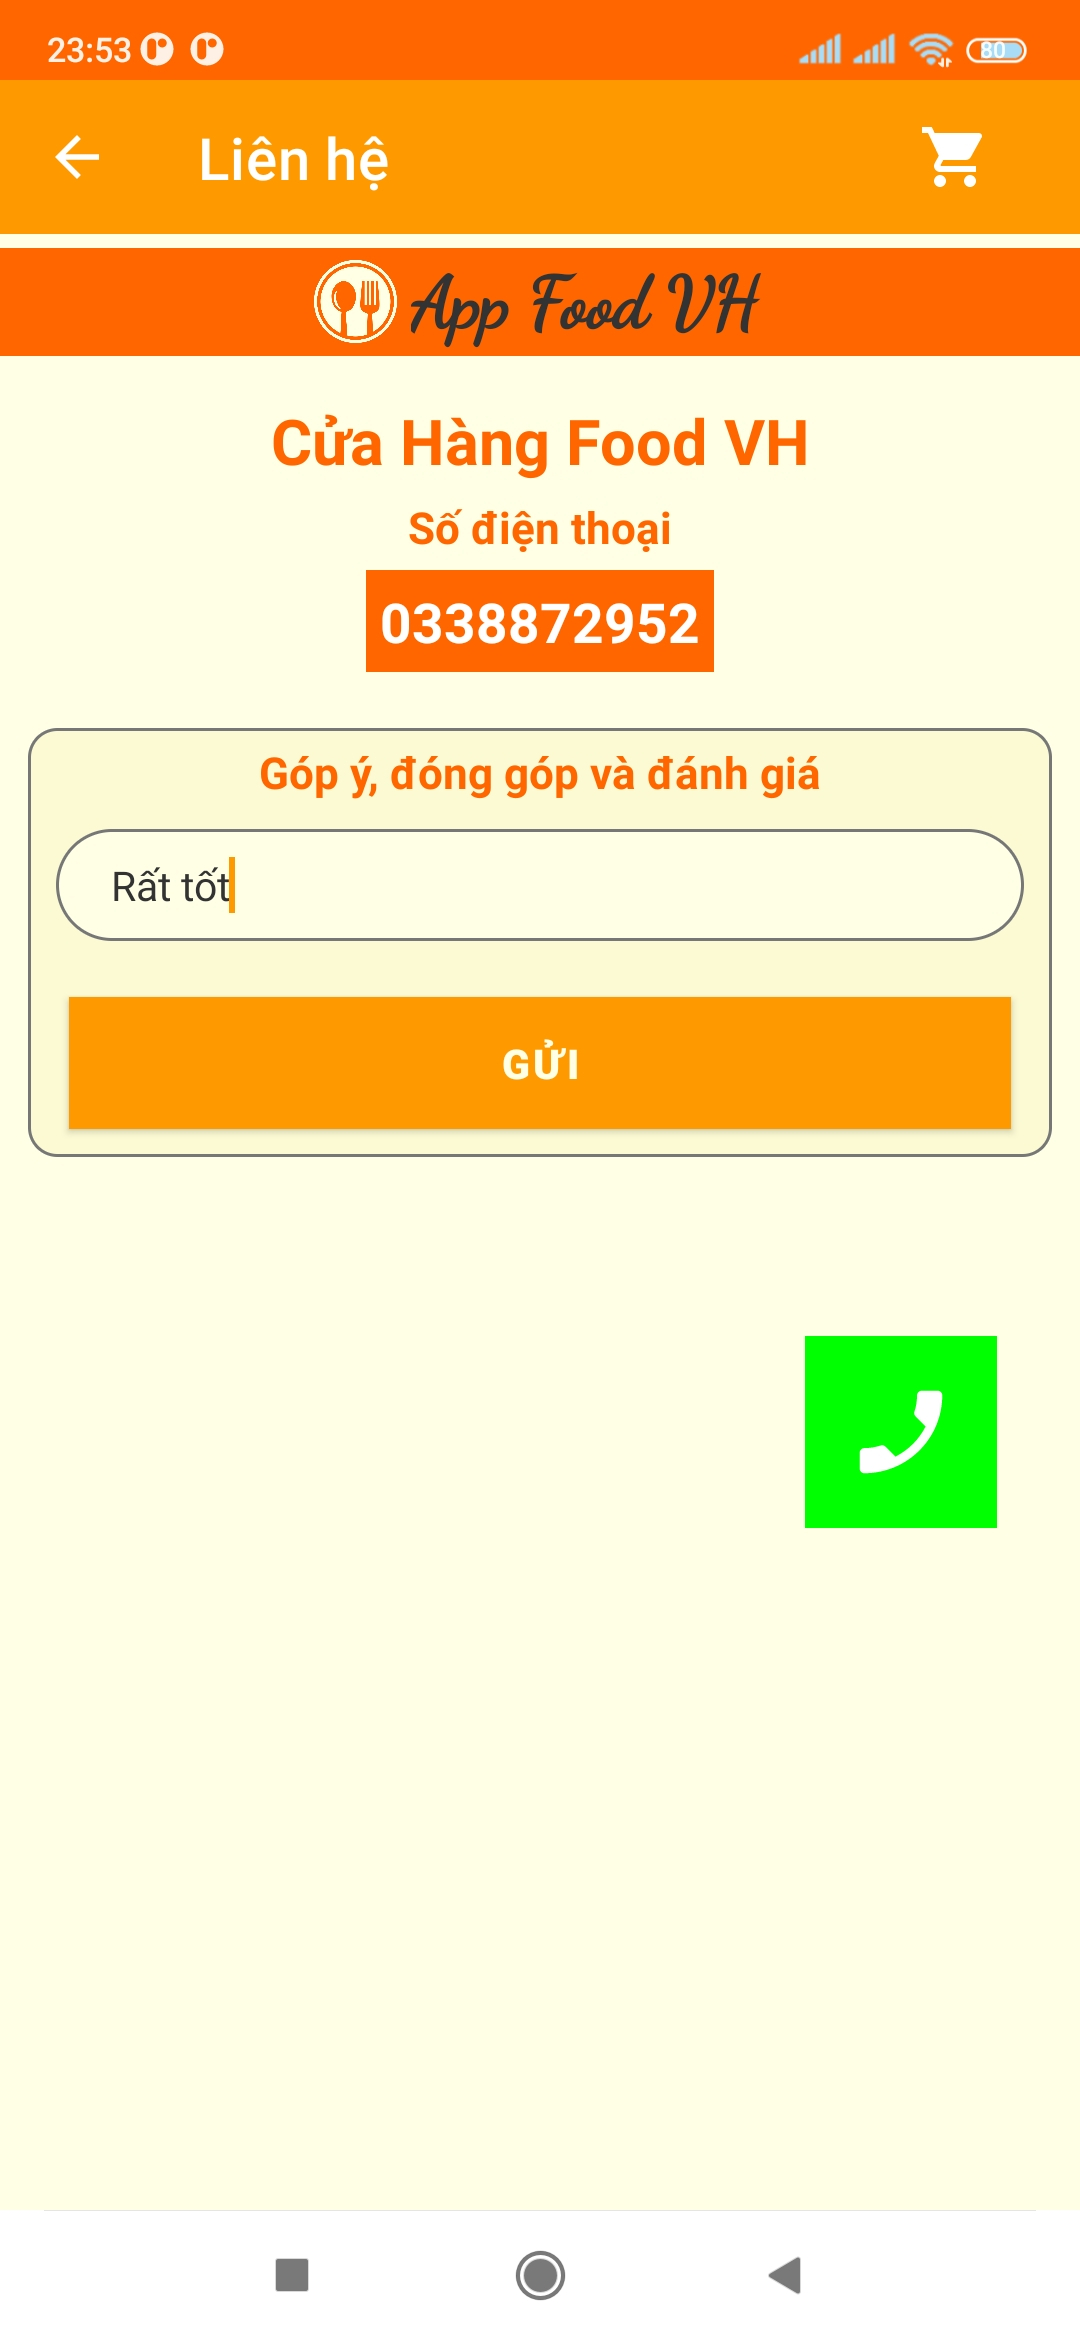 23:53
80
Liên hệ
App Food VH
Cửa Hàng Food VH
Số điện thoại
0338872952
Góp ý, đóng góp và đánh giá
Rất tốt
GỬI